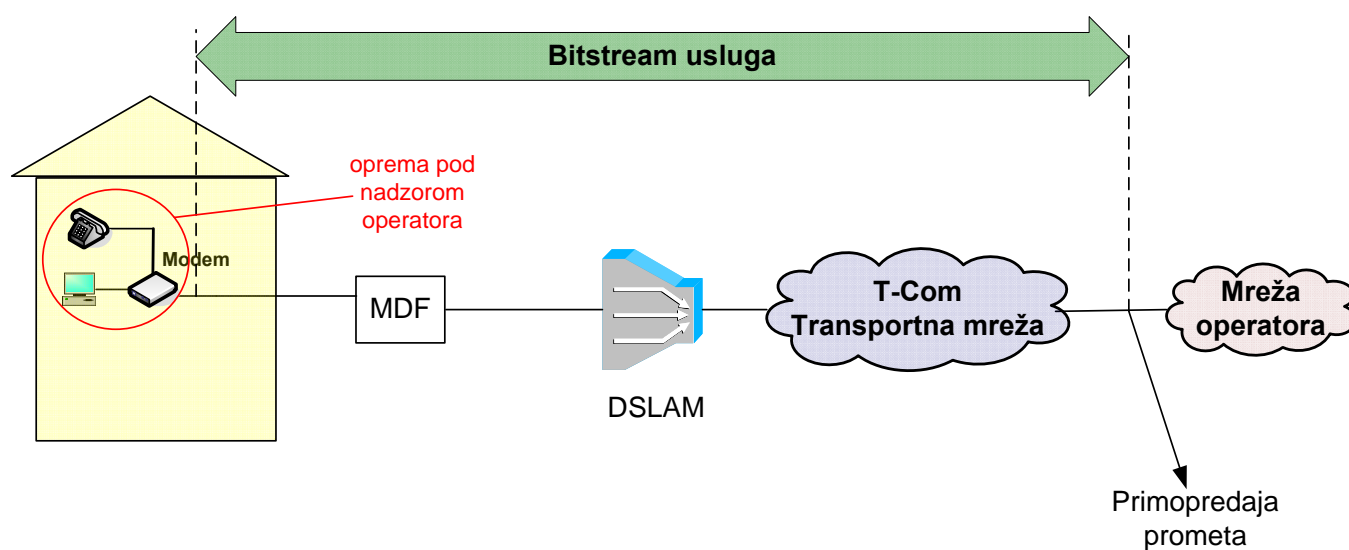 Bitstream usluga
oprema pod
nadzorom
operatora
Modem
MDF
DSLAM
T-Com
Transportna mreža
Mreža
operatora
Primopredaja
prometa